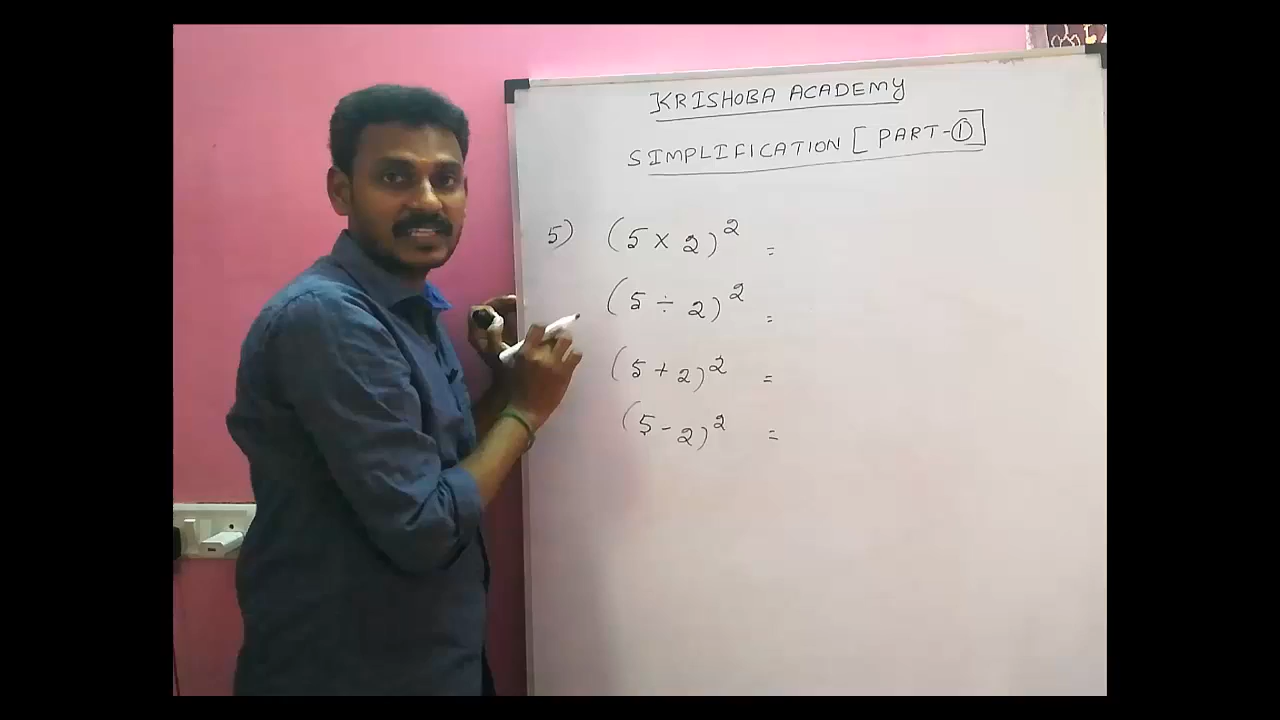 KRISHOBA ACADEMY
SIMPLIFICATION [ PART-①]
5) (5 × 2)² =
(5 ÷ 2)² =
(5 + 2)² =
(5 - 2)² =